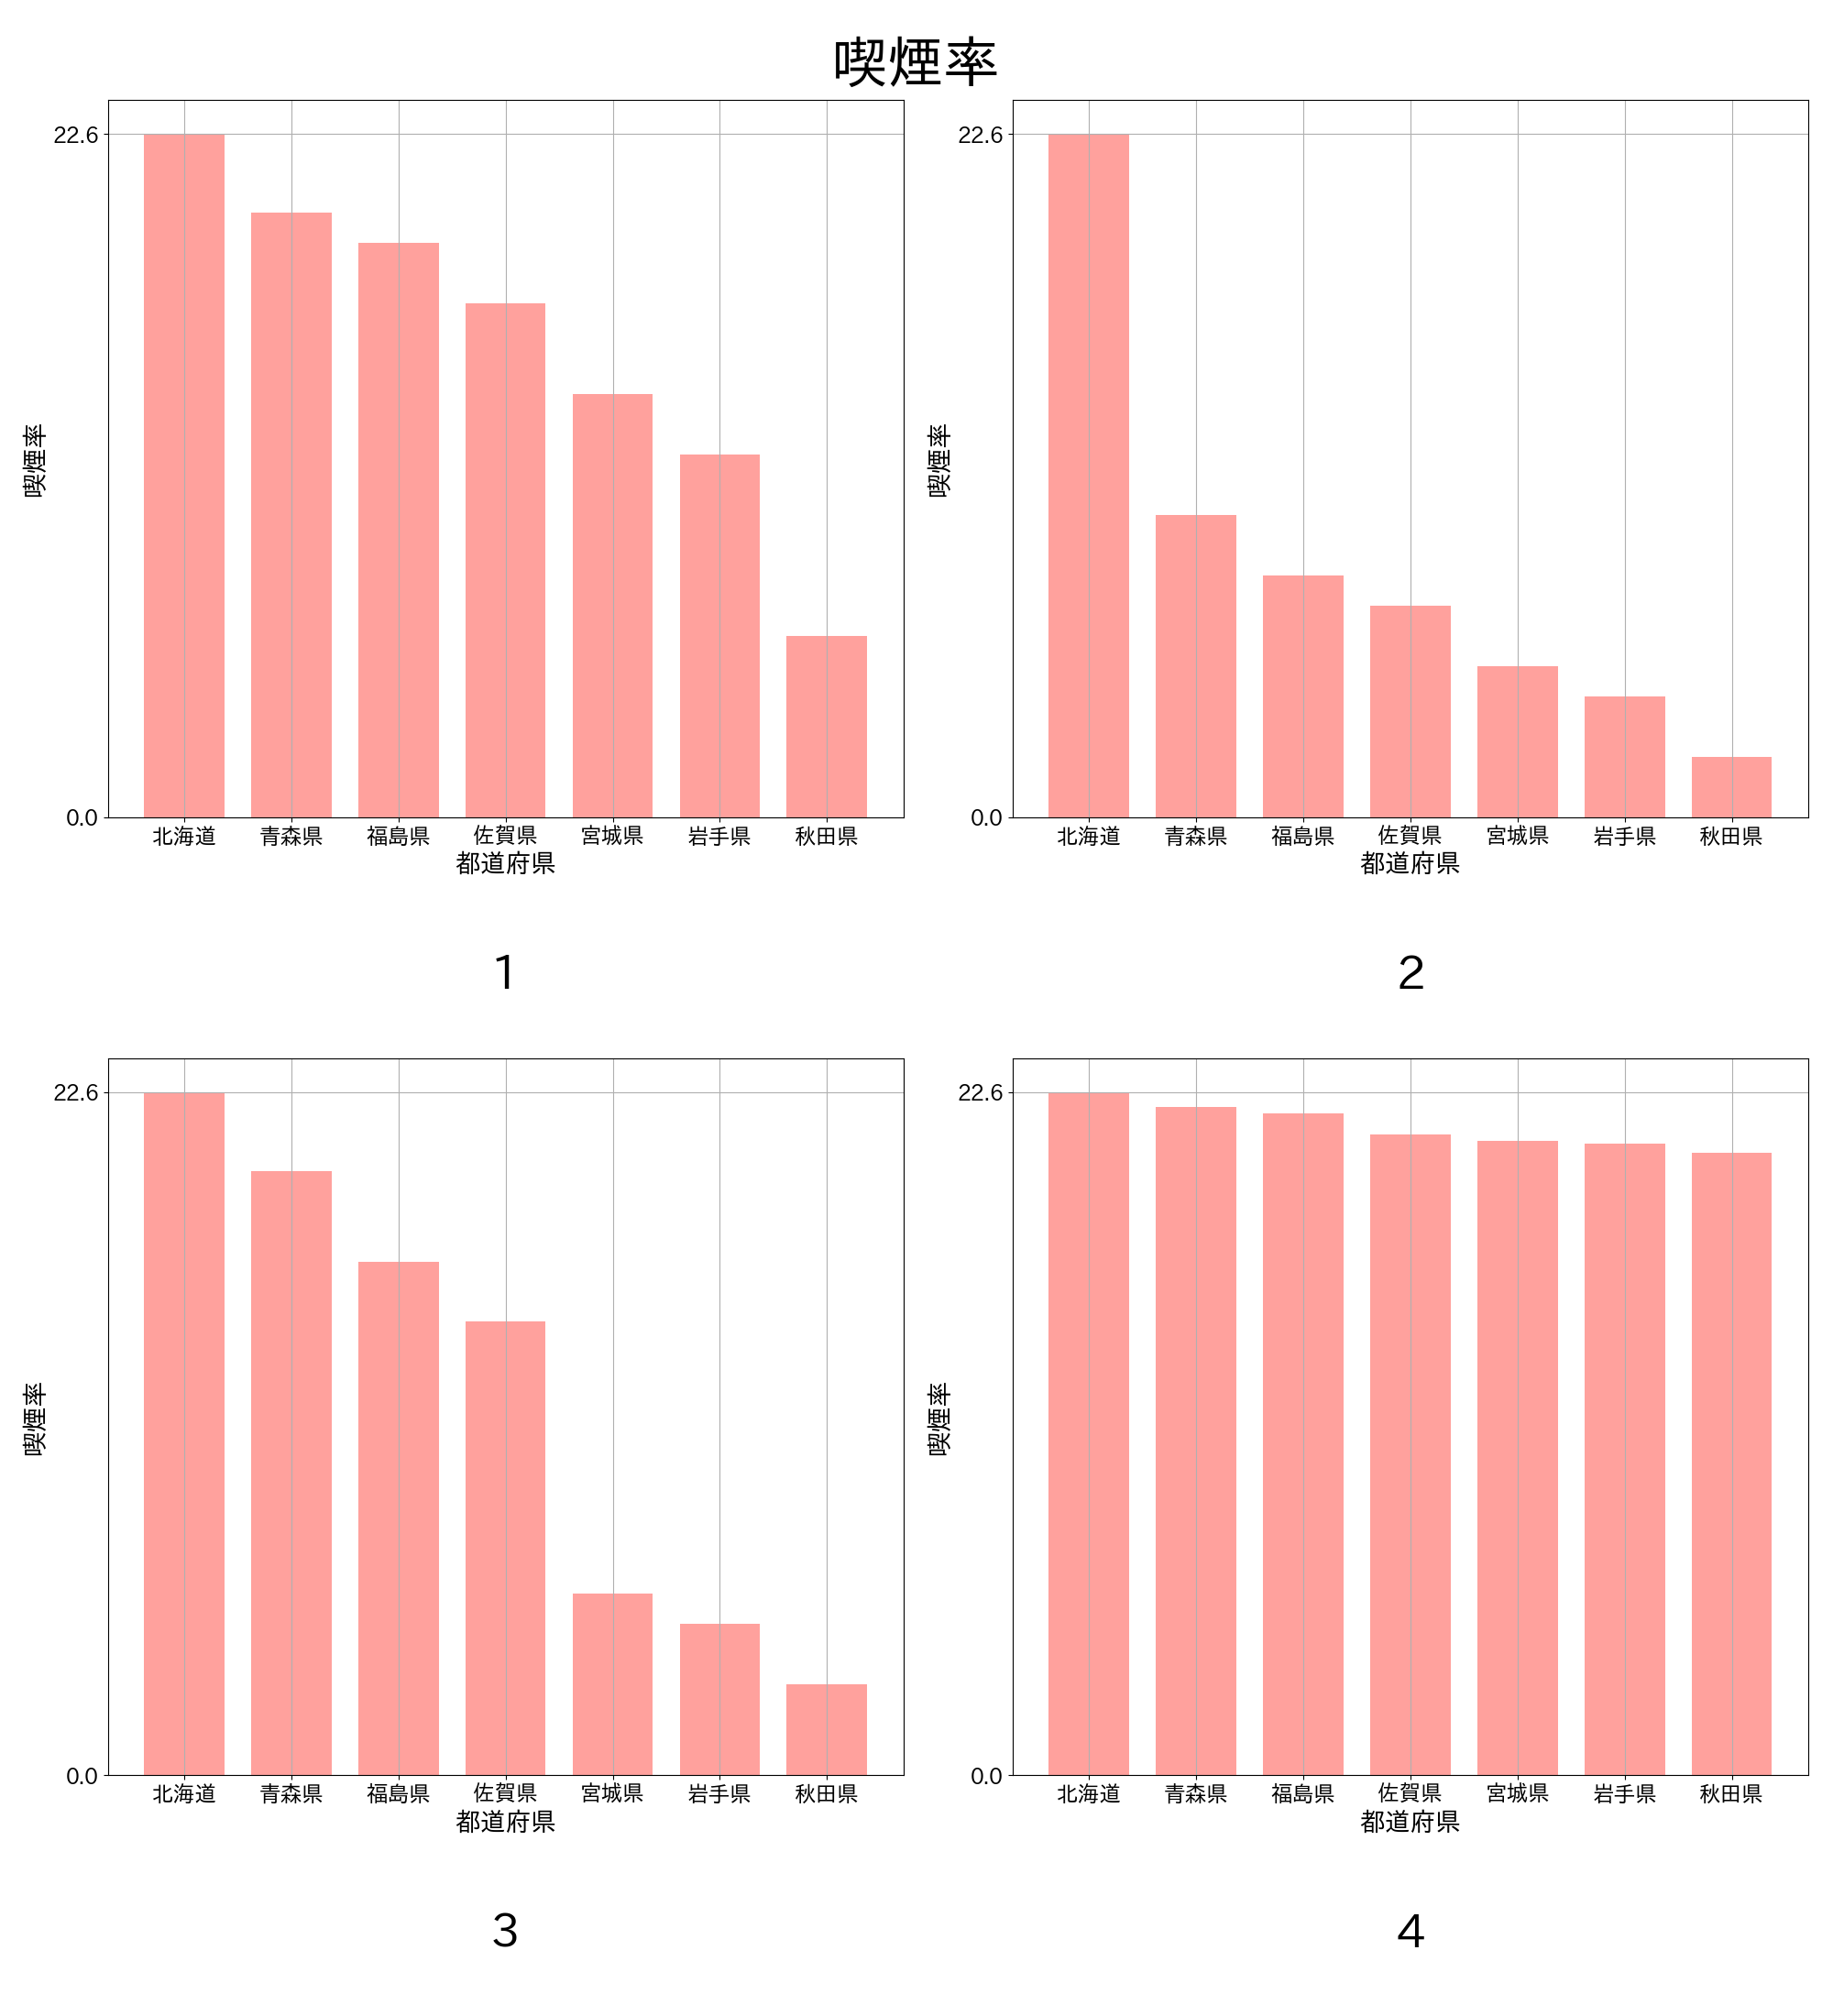 喫煙率
22.6
0.0
喫煙率
北海道 青森県 福島県 佐賀県 宮城県 岩手県 秋田県
都道府県
1
22.6
0.0
喫煙率
北海道 青森県 福島県 佐賀県 宮城県 岩手県 秋田県
都道府県
2
22.6
0.0
喫煙率
北海道 青森県 福島県 佐賀県 宮城県 岩手県 秋田県
都道府県
3
22.6
0.0
喫煙率
北海道 青森県 福島県 佐賀県 宮城県 岩手県 秋田県
都道府県
4